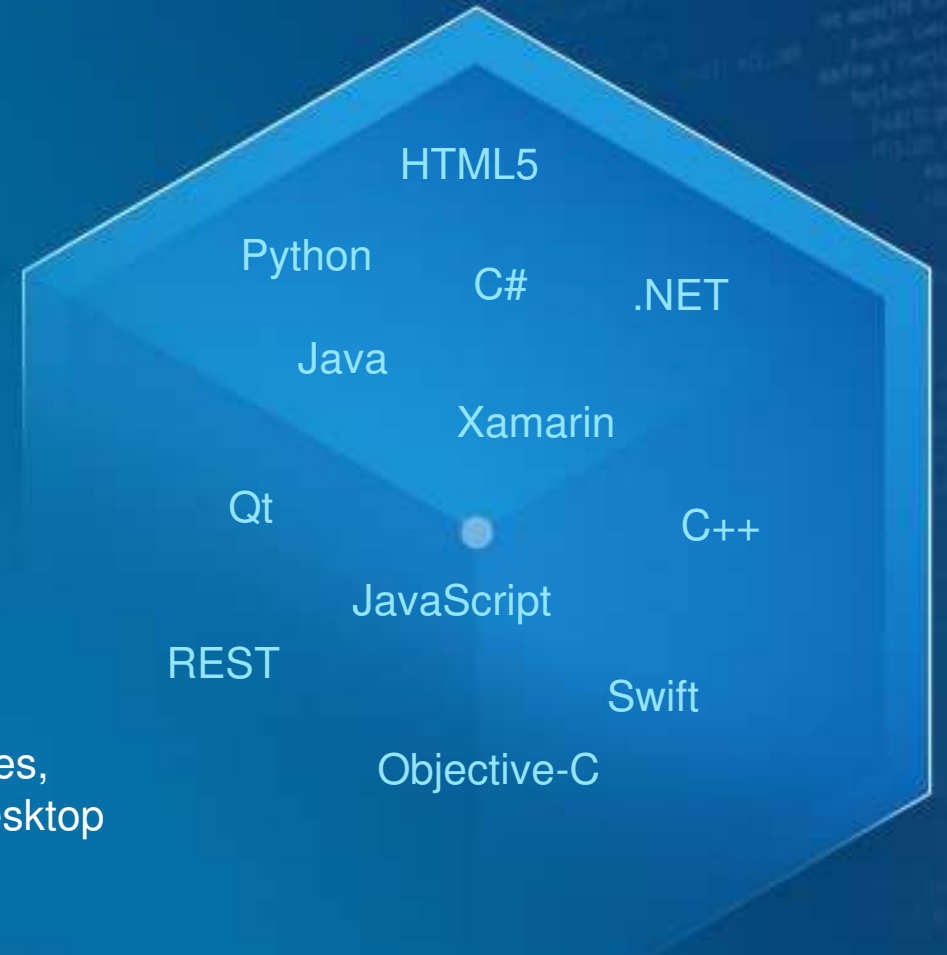 HTML5
Python
C#
.NET
Java
Xamarin
Qt
C++
JavaScript
REST
Swift
es,
Objective-C
esktop